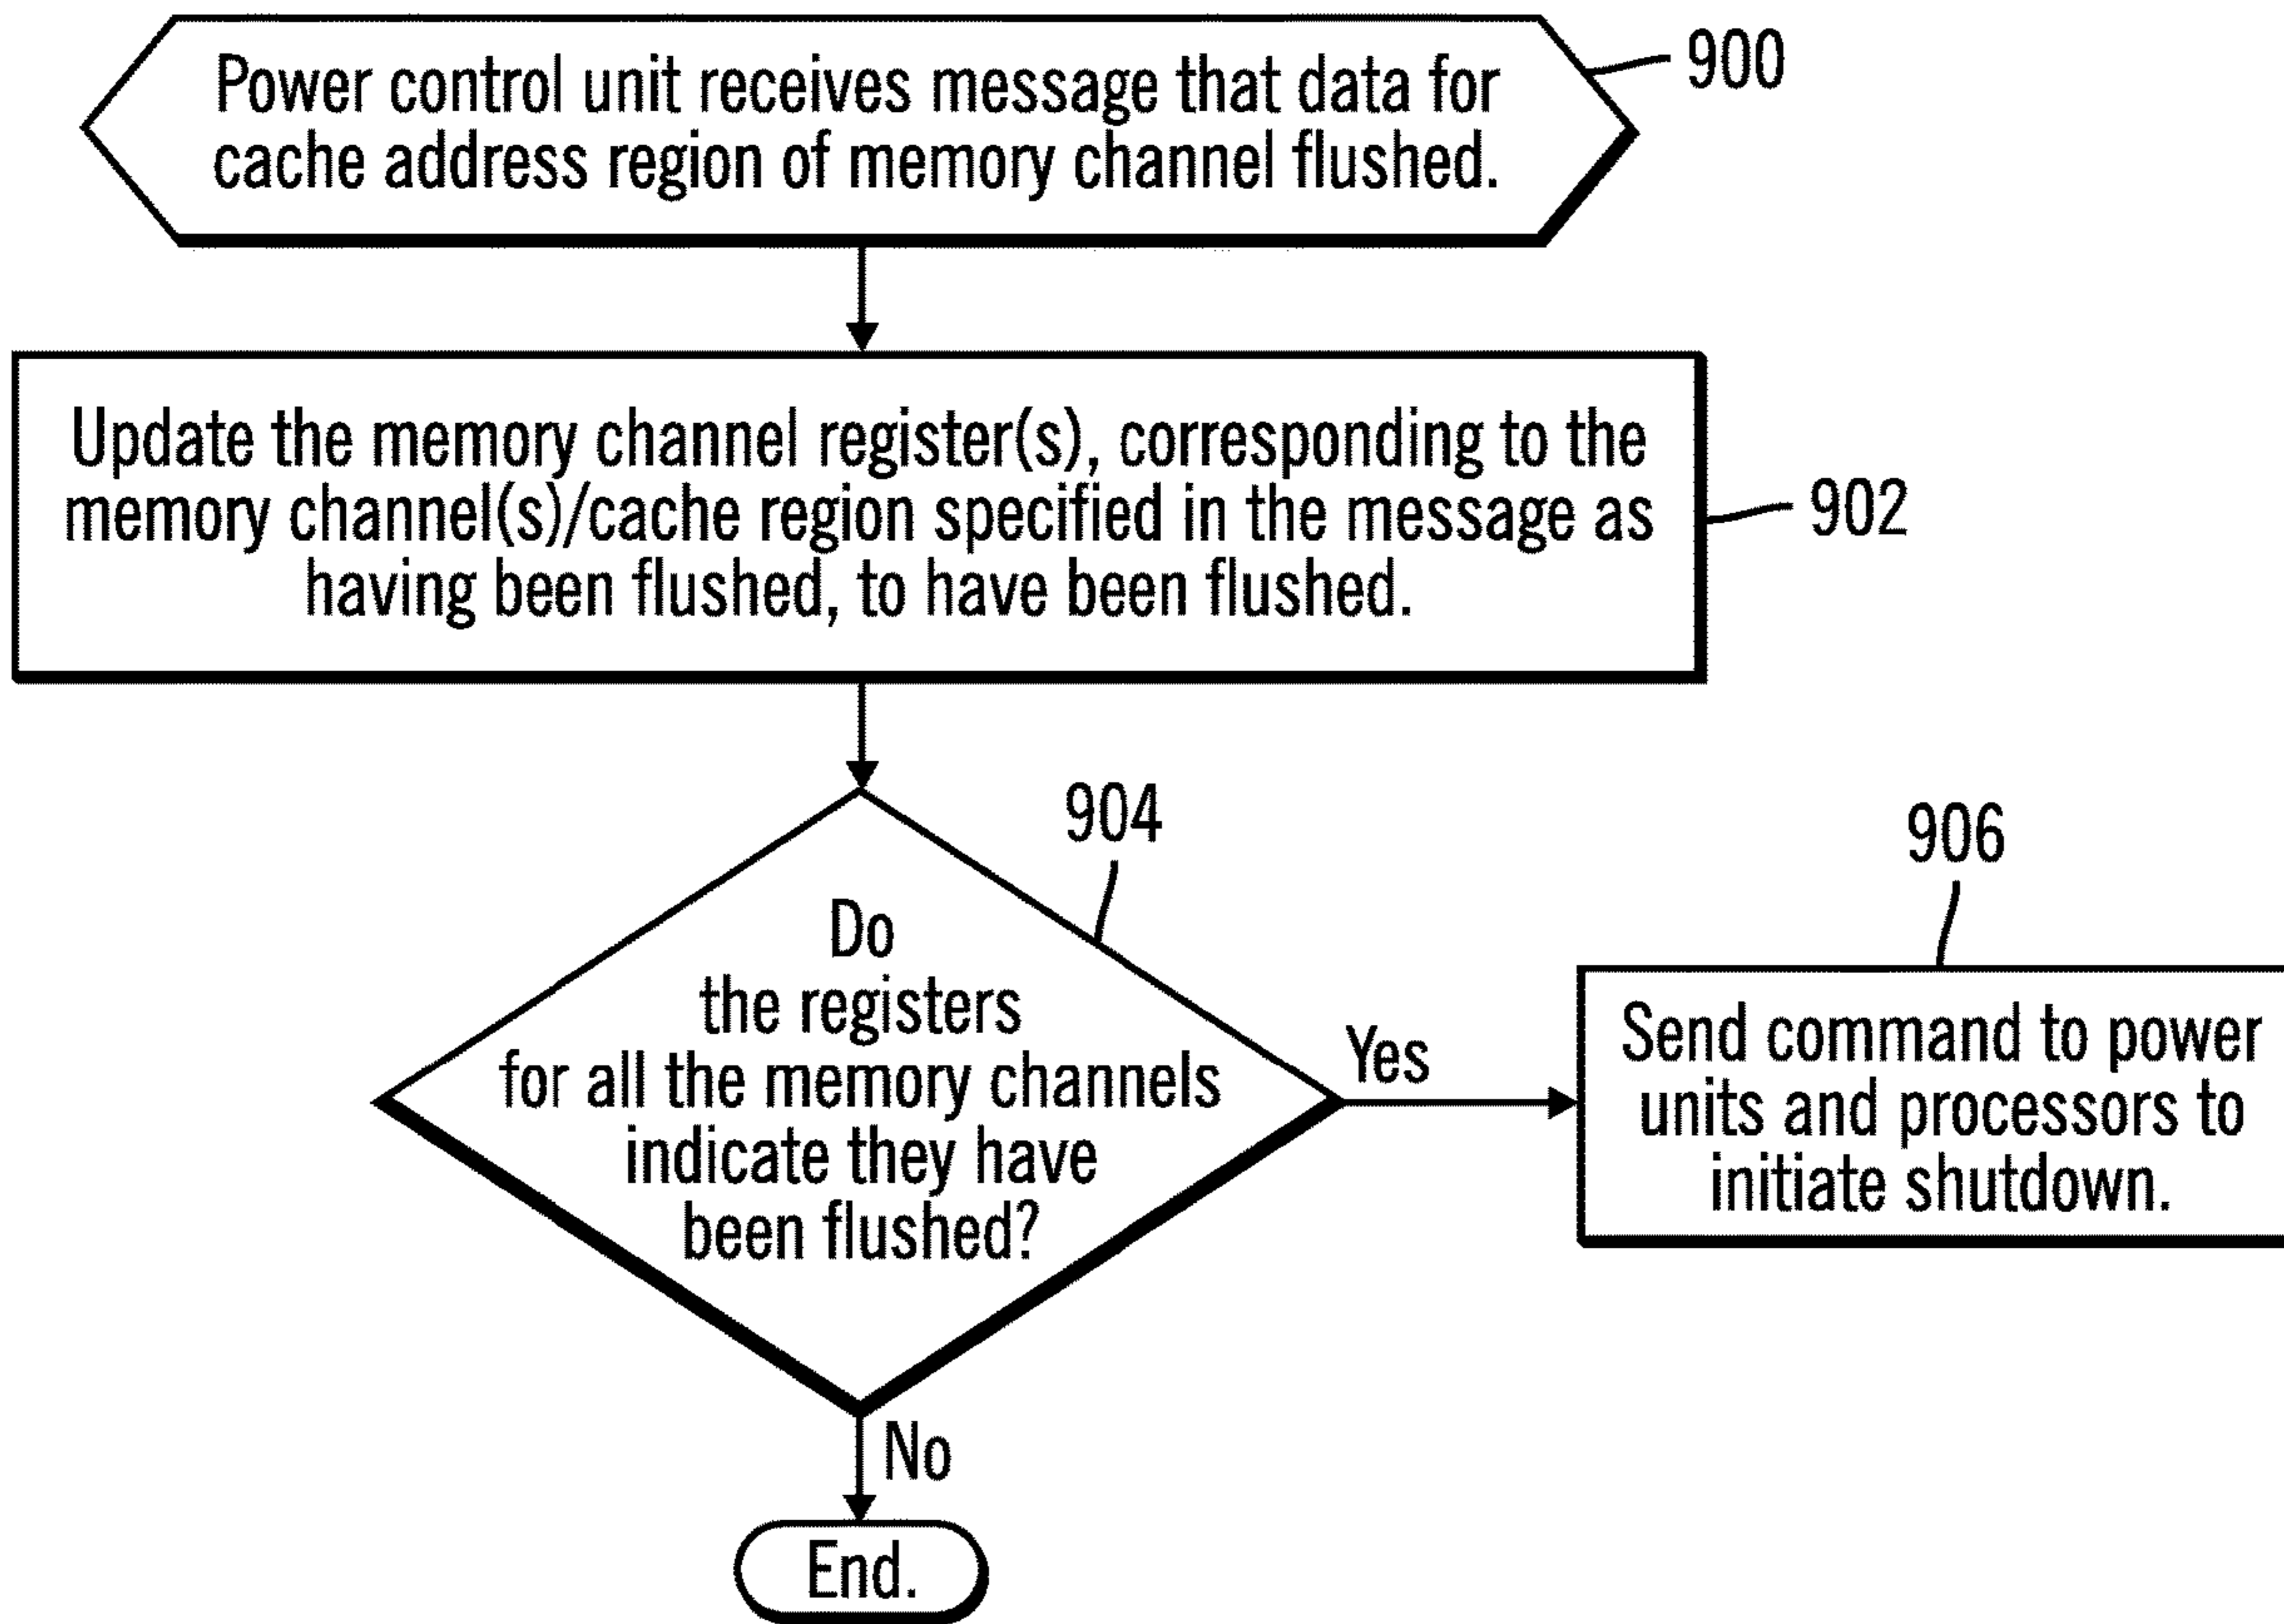 Power control unit receives message that data for
cache address region of memory channel flushed.
900
Update the memory channel register(s), corresponding to the
memory channel(s)/cache region specified in the message as
having been flushed, to have been flushed.
902
904
Do
the registers
for all the memory channels
indicate they have
been flushed?
Yes
906
Send command to power
units and processors to
initiate shutdown.
No
End.